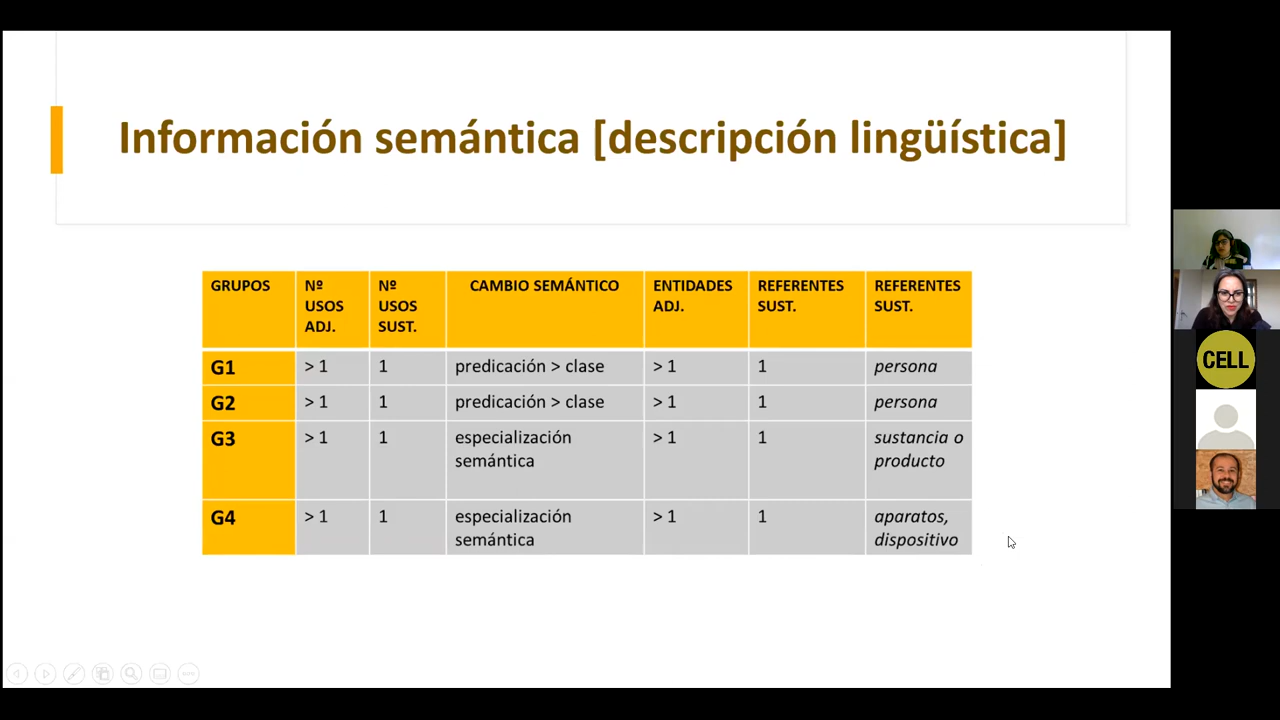 Información semántica [descripción lingüística]
GRUPOS Nº USOS ADJ. Nº USOS SUST. CAMBIO SEMÁNTICO ENTIDADES ADJ. REFERENTES SUST. REFERENTES SUST.
G1 > 1 1 predicación > clase > 1 1 persona
G2 > 1 1 predicación > clase > 1 1 persona
G3 > 1 1 especialización semántica > 1 1 sustancia o producto
G4 > 1 1 especialización semántica > 1 1 aparatos, dispositivo
CELL